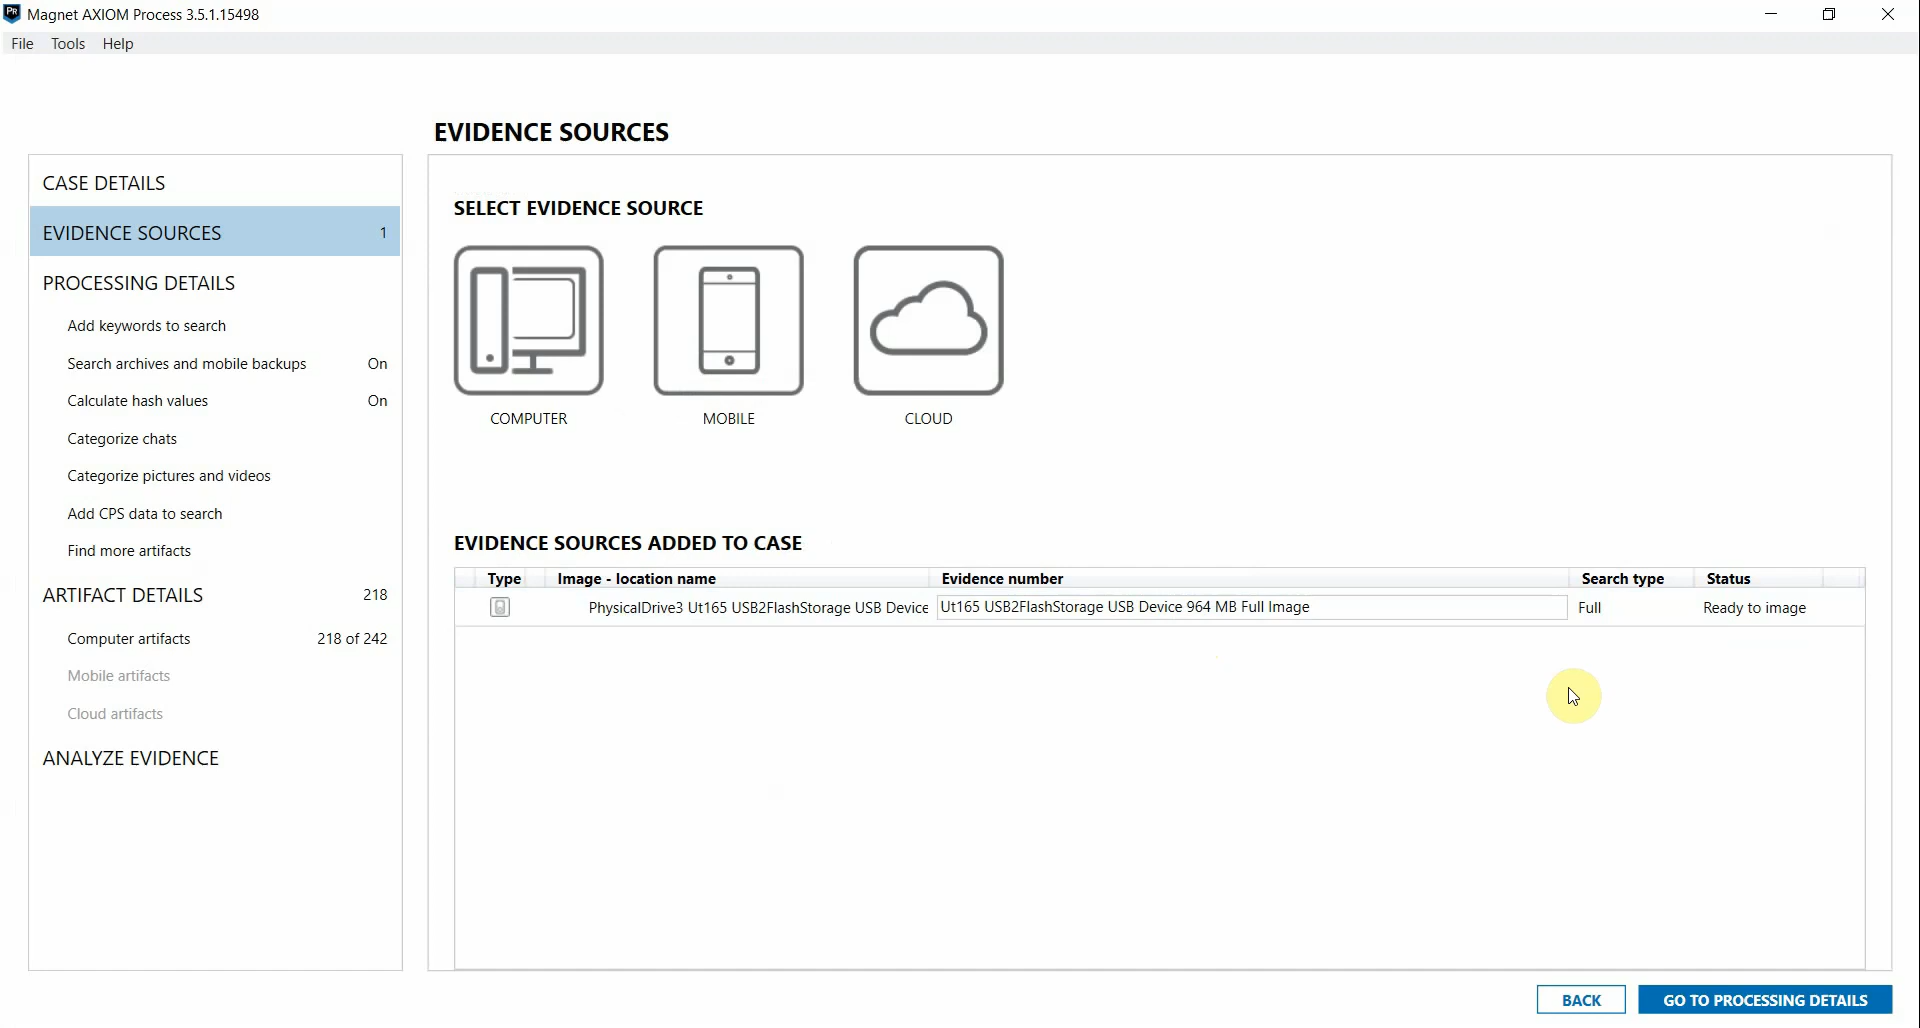 Magnet AXIOM Process 3.5.1.15498
File Tools Help
EVIDENCE SOURCES
CASE DETAILS
EVIDENCE SOURCES 1
PROCESSING DETAILS
Add keywords to search
Search archives and mobile backups On
Calculate hash values On
Categorize chats
Categorize pictures and videos
Add CPS data to search
Find more artifacts
ARTIFACT DETAILS 218
Computer artifacts 218 of 242
Mobile artifacts
Cloud artifacts
ANALYZE EVIDENCE
SELECT EVIDENCE SOURCE
COMPUTER MOBILE CLOUD
EVIDENCE SOURCES ADDED TO CASE
Type Image - location name Evidence number Search type Status
PhysicalDrive3 Ut165 USB2FlashStorage USB Device Ut165 USB2FlashStorage USB Device 964 MB Full Image Full Ready to image
BACK GO TO PROCESSING DETAILS